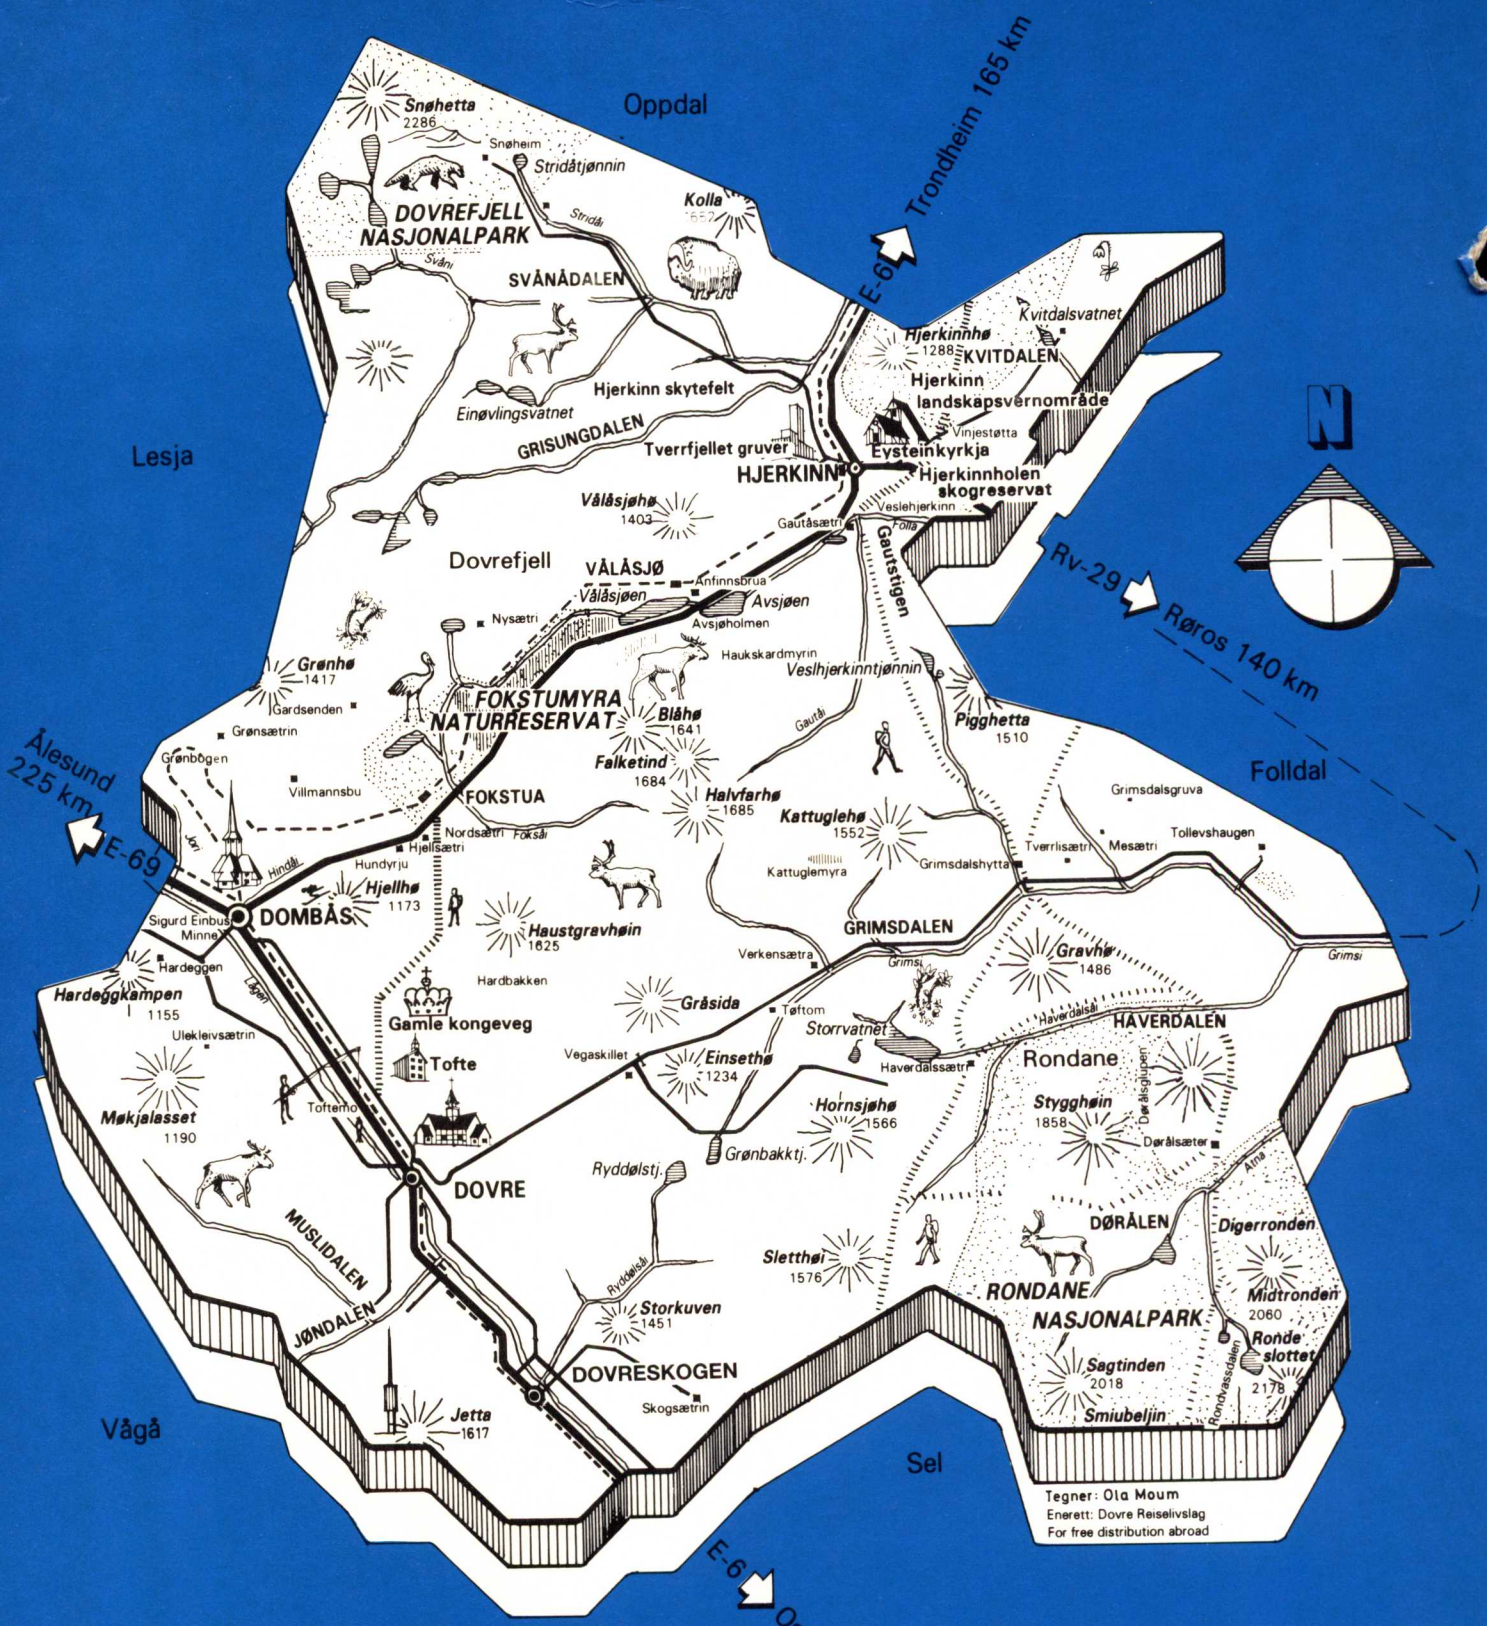 Oppdal
Trondheim 165 km
Snøhetta
2286
Snøheim
Stridåtjønnin
Stridåi
Kolla
1652
DOVREFJELL
NASJONALPARK
Svåni
SVÅNÅDALEN
E-6
Kvitdalsvatnet
Hjerkinnhø
1288
KVITDALEN
Hjerkinn
landskapsvernområde
Hjerkinn skytefelt
Einøvlingsvatnet
GRISUNGDALEN
Vinjestøtta
Tverrfjellet gruver
Eysteinkyrkja
HJERKINN
Hjerkinnholen
skogreservat
Lesja
N
Vålåsjøhø
1403
Veslehjerkinn
Gautåsætri
Folla
Gautstigen
Dovrefjell
VÅLÅSJØ
Anfinnsbrua
Vålåsjøen
Avsjøen
Avsjøholmen
Nysætri
Haukskardmyrin
Veslhjerkinntjønnin
Rv-29
Røros 140 km
Grønhø
1417
Gardsenden
FOKSTUMYRA
NATURRESERVAT
Blåhø
1641
Gautåi
Pigghetta
1510
Grønsætrin
Grønbogen
Falketind
1684
Villmannsbu
FOKSTUA
Halvfarhø
1685
Kattuglehø
1552
Folldal
Grimsdalsgruva
Ålesund
225 km
E-69
Jori
Hindåi
Nordsætri
Foksåi
Hjellsætri
Hundyrju
Kattuglemyra
Grimsdalshytta
Tverrlisætri
Mesætri
Tollevshaugen
Hjellhø
1173
Sigurd Einbus
Minne
DOMBÅS
Haustgravhøin
1625
GRIMSDALEN
Verkensætra
Grimsi
Gravhø
1486
Grimsi
Hardeggen
Hardeggkampen
1155
Lågen
Hardbakken
Gråsida
Tøftom
Storrvatnet
Haverdalsåi
HAVERDALEN
Gamle kongeveg
Ulekleivsætrin
Tofte
Vegaskillet
Einsethø
1234
Haverdalssætri
Rondane
Dørålsglupen
Møkjalasset
1190
Toftemo
Hornsjøhø
1566
Stygghøin
1858
Dørålsæter
Atna
Ryddølstj.
Grønbakktj.
DOVRE
MUSLIDALEN
DØRÅLEN
Digerronden
Sletthøi
1576
Ryddølsåi
RONDANE
NASJONALPARK
Midtronden
2060
JØNDALEN
Storkuven
1451
Ronde
slottet
2178
DOVRESKOGEN
Skogsætrin
Sagtinden
2018
Smiubeljin
Rondvassdalen
Jetta
1617
Vågå
Sel
Tegner: Ola Moum
Enerett: Dovre Reiselivslag
For free distribution abroad
E-6